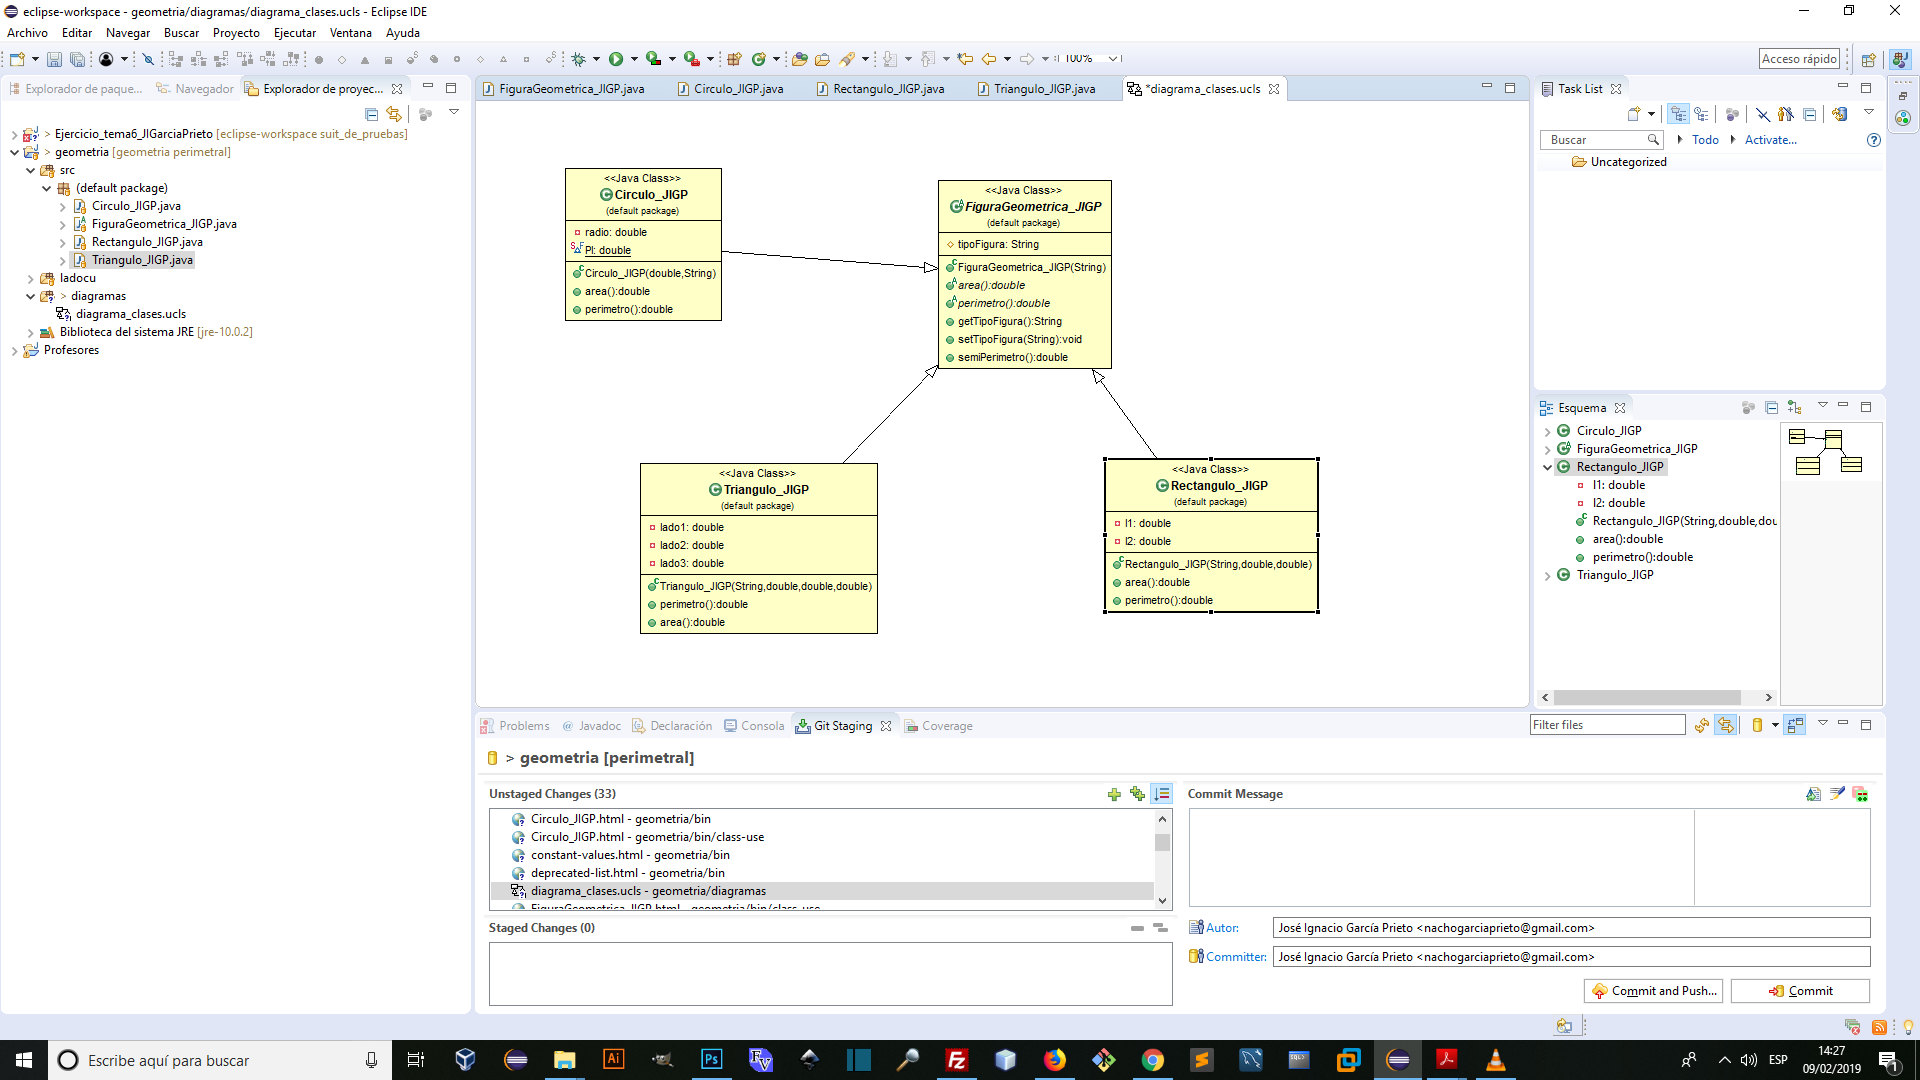 eclipse-workspace - geometria/diagramas/diagrama_clases.ucls - Eclipse IDE
Archivo Editar Navegar Buscar Proyecto Ejecutar Ventana Ayuda
100%
Acceso rápido
Explorador de paque... Navegador Explorador de proyec...
> Ejercicio_tema6_JIGarciaPrieto [eclipse-workspace suit_de_pruebas]
> geometria [geometria perimetral]
src
(default package)
Circulo_JIGP.java
FiguraGeometrica_JIGP.java
Rectangulo_JIGP.java
Triangulo_JIGP.java
ladocu
> diagramas
diagrama_clases.ucls
Biblioteca del sistema JRE [jre-10.0.2]
Profesores
FiguraGeometrica_JIGP.java Circulo_JIGP.java Rectangulo_JIGP.java Triangulo_JIGP.java *diagrama_clases.ucls
<<Java Class>>
Circulo_JIGP
(default package)
radio: double
PI: double
Circulo_JIGP(double,String)
area():double
perimetro():double
<<Java Class>>
FiguraGeometrica_JIGP
(default package)
tipoFigura: String
FiguraGeometrica_JIGP(String)
area():double
perimetro():double
getTipoFigura():String
setTipoFigura(String):void
semiPerimetro():double
<<Java Class>>
Triangulo_JIGP
(default package)
lado1: double
lado2: double
lado3: double
Triangulo_JIGP(String,double,double,double)
perimetro():double
area():double
<<Java Class>>
Rectangulo_JIGP
(default package)
l1: double
l2: double
Rectangulo_JIGP(String,double,double)
area():double
perimetro():double
Task List
Buscar Todo Activate...
Uncategorized
Esquema
Circulo_JIGP
FiguraGeometrica_JIGP
Rectangulo_JIGP
l1: double
l2: double
Rectangulo_JIGP(String,double,dou
area():double
perimetro():double
Triangulo_JIGP
Problems Javadoc Declaración Consola Git Staging Coverage
Filter files
> geometria [perimetral]
Unstaged Changes (33)
Circulo_JIGP.html - geometria/bin
Circulo_JIGP.html - geometria/bin/class-use
constant-values.html - geometria/bin
deprecated-list.html - geometria/bin
diagrama_clases.ucls - geometria/diagramas
FiguraGeometrica_JIGP.html - geometria/bin/class-use
Staged Changes (0)
Commit Message
Autor: José Ignacio García Prieto <nachogarciaprieto@gmail.com>
Committer: José Ignacio García Prieto <nachogarciaprieto@gmail.com>
Commit and Push... Commit
Escribe aquí para buscar
ESP
14:27
09/02/2019